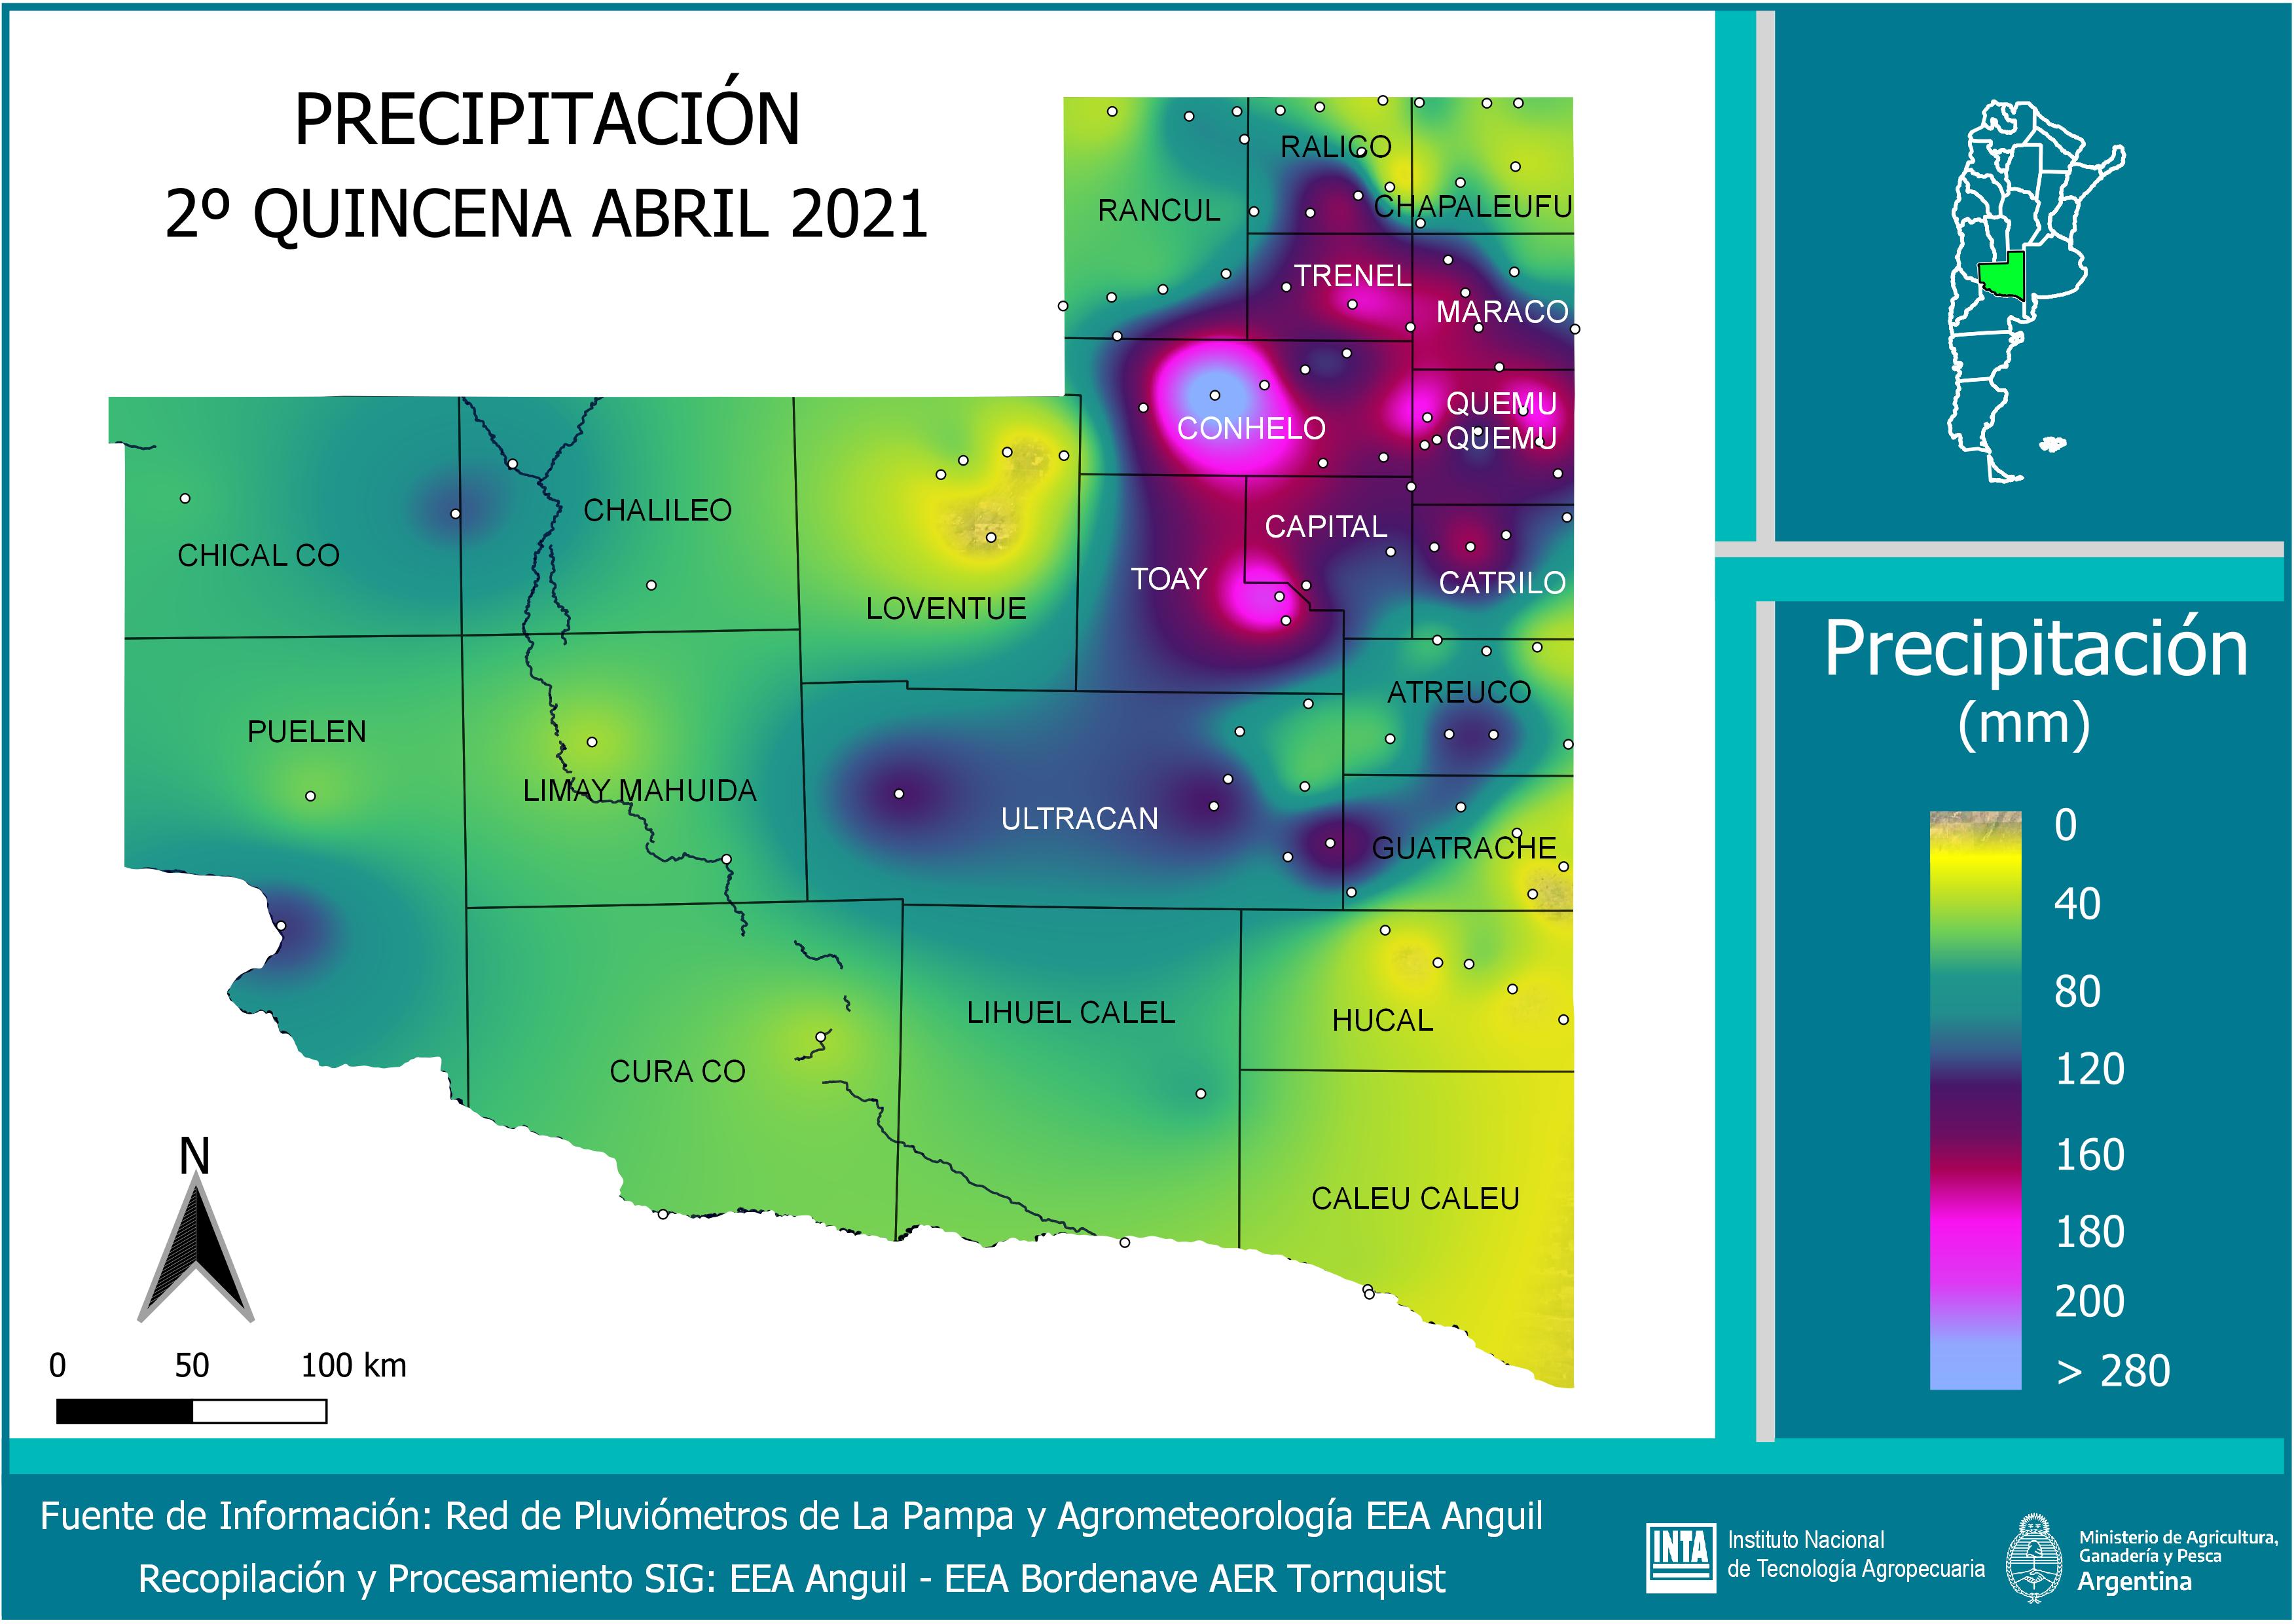 PRECIPITACIÓN
2º QUINCENA ABRIL 2021
RALICO
RANCUL
CHAPALEUFU
TRENEL
MARACO
QUEMU
QUEMU
CONHELO
CHALILEO
CAPITAL
CHICAL CO
TOAY
CATRILO
LOVENTUE
ATREUCO
PUELEN
LIMAY MAHUIDA
ULTRACAN
GUATRACHE
LIHUEL CALEL
HUCAL
CURA CO
CALEU CALEU
N
0 50 100 km
Precipitación
(mm)
0
40
80
120
160
180
200
> 280
Fuente de Información: Red de Pluviómetros de La Pampa y Agrometeorología EEA Anguil
Recopilación y Procesamiento SIG: EEA Anguil - EEA Bordenave AER Tornquist
INTA
Instituto Nacional
de Tecnología Agropecuaria
Ministerio de Agricultura,
Ganadería y Pesca
Argentina